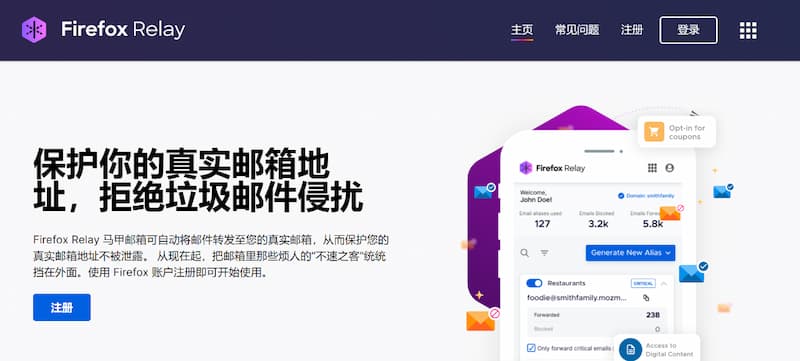 Firefox Relay
主页
常见问题
注册
登录
保护你的真实邮箱地
址，拒绝垃圾邮件侵扰
Firefox Relay 马甲邮箱可自动将邮件转发至您的真实邮箱，从而保护您的
真实邮箱地址不被泄露。 从现在起，把邮箱里那些烦人的“不速之客”统统
挡在外面。使用 Firefox 账户注册即可开始使用。
注册
Opt-in for
coupons
Firefox Relay
Welcome,
John Doe!
Domain: smithfamily
Email aliases used
Emails Blocked
Emails Forw
127
3.2k
5.8k
Generate New Alias
Restaurants
CRITICAL
foodie@smithfamily.mozm...
Forwarded
238
Blocked
0
Only forward critical emails
Access to
Digital Content